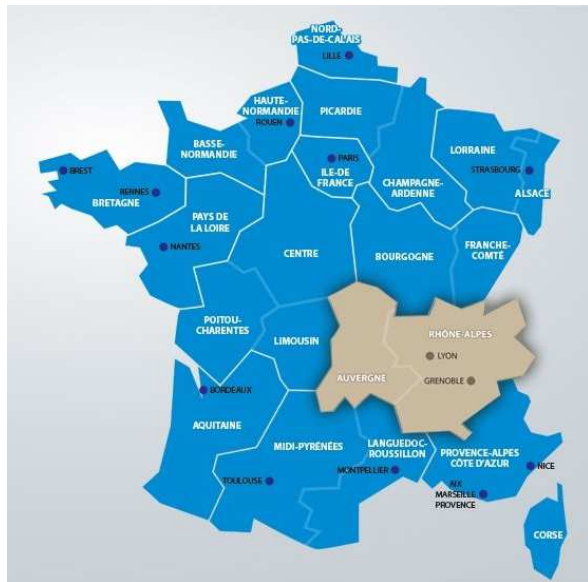 NORD-
PAS-DE-CALAIS
LILLE
HAUTE-
NORMANDIE
ROUEN
PICARDIE
BASSE-
NORMANDIE
PARIS
ILE-DE
FRANCE
LORRAINE
STRASBOURG
ALSACE
CHAMPAGNE-
ARDENNE
BREST
RENNES
BRETAGNE
PAYS DE
LA LOIRE
NANTES
CENTRE
BOURGOGNE
FRANCHE-
COMTÉ
POITOU-
CHARENTES
LIMOUSIN
RHÔNE-ALPES
LYON
AUVERGNE
GRENOBLE
BORDEAUX
AQUITAINE
MIDI-PYRÉNÉES
LANGUEDOC-
ROUSSILLON
PROVENCE-ALPES
CÔTE D'AZUR
TOULOUSE
MONTPELLIER
NICE
AIX
MARSEILLE
PROVENCE
CORSE